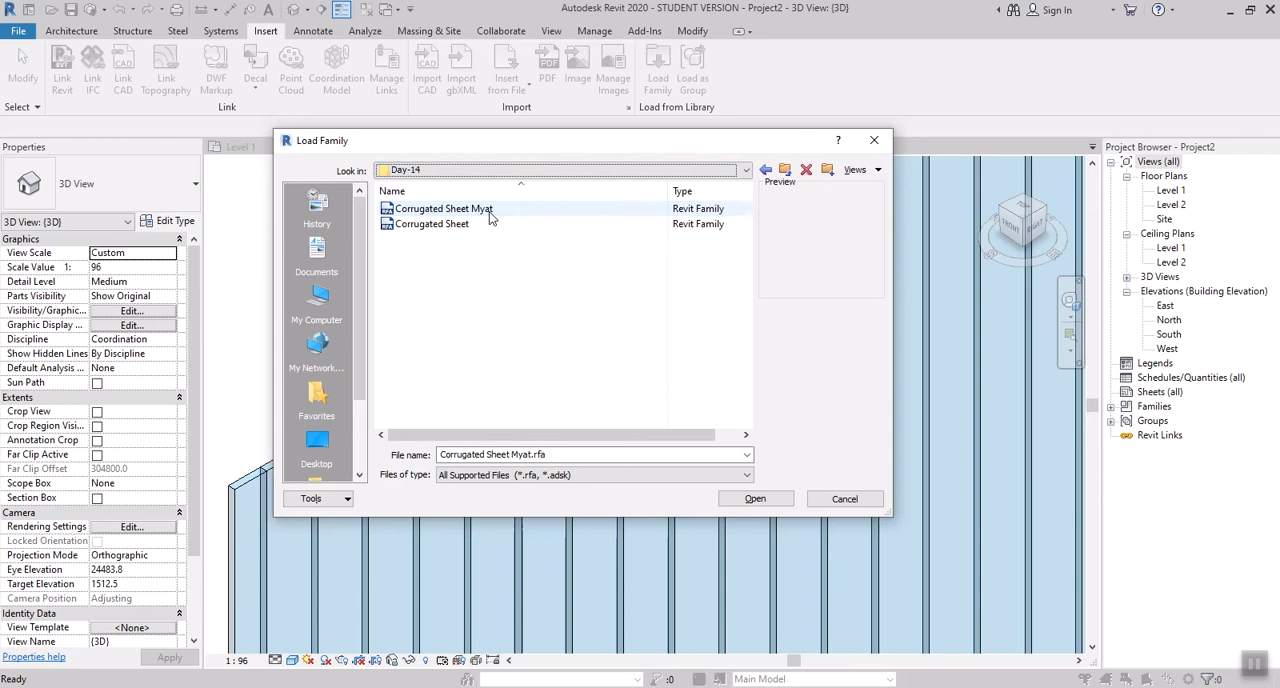 Autodesk Revit 2020 - STUDENT VERSION - Project2 - 3D View: {3D}
Sign In
File Architecture Structure Steel Systems Insert Annotate Analyze Massing & Site Collaborate View Manage Add-Ins Modify
Modify
Link Revit
Link IFC
Link CAD
Link Topography
DWF Markup
Decal
Point Cloud
Coordination Model
Manage Links
Import CAD
Import gbXML
Insert from File
PDF
Image
Manage Images
Load Family
Load as Group
Select
Link
Import
Load from Library
Properties
3D View
3D View: {3D}
Edit Type
Graphics
View Scale Custom
Scale Value 1: 96
Detail Level Medium
Parts Visibility Show Original
Visibility/Graphic... Edit...
Graphic Display ... Edit...
Discipline Coordination
Show Hidden Lines By Discipline
Default Analysis ... None
Sun Path
Extents
Crop View
Crop Region Visi...
Annotation Crop
Far Clip Active
Far Clip Offset 304800.0
Scope Box None
Section Box
Camera
Rendering Settings Edit...
Locked Orientation
Projection Mode Orthographic
Eye Elevation 24483.8
Target Elevation 1512.5
Camera Position Adjusting
Identity Data
View Template <None>
View Name {3D}
Properties help
Apply
Level 1
Load Family
?
Look in: Day-14
Views
Name Type
Preview
Corrugated Sheet Myat Revit Family
Corrugated Sheet Revit Family
History
Documents
My Computer
My Network...
Favorites
Desktop
File name: Corrugated Sheet Myat.rfa
Files of type: All Supported Files (*.rfa, *.adsk)
Tools
Open
Cancel
TOP
FRONT
RIGHT
Project Browser - Project2
Views (all)
Floor Plans
Level 1
Level 2
Site
Ceiling Plans
Level 1
Level 2
3D Views
Elevations (Building Elevation)
East
North
South
West
Legends
Schedules/Quantities (all)
Sheets (all)
Families
Groups
Revit Links
1 : 96
Ready
:0
Main Model
:0